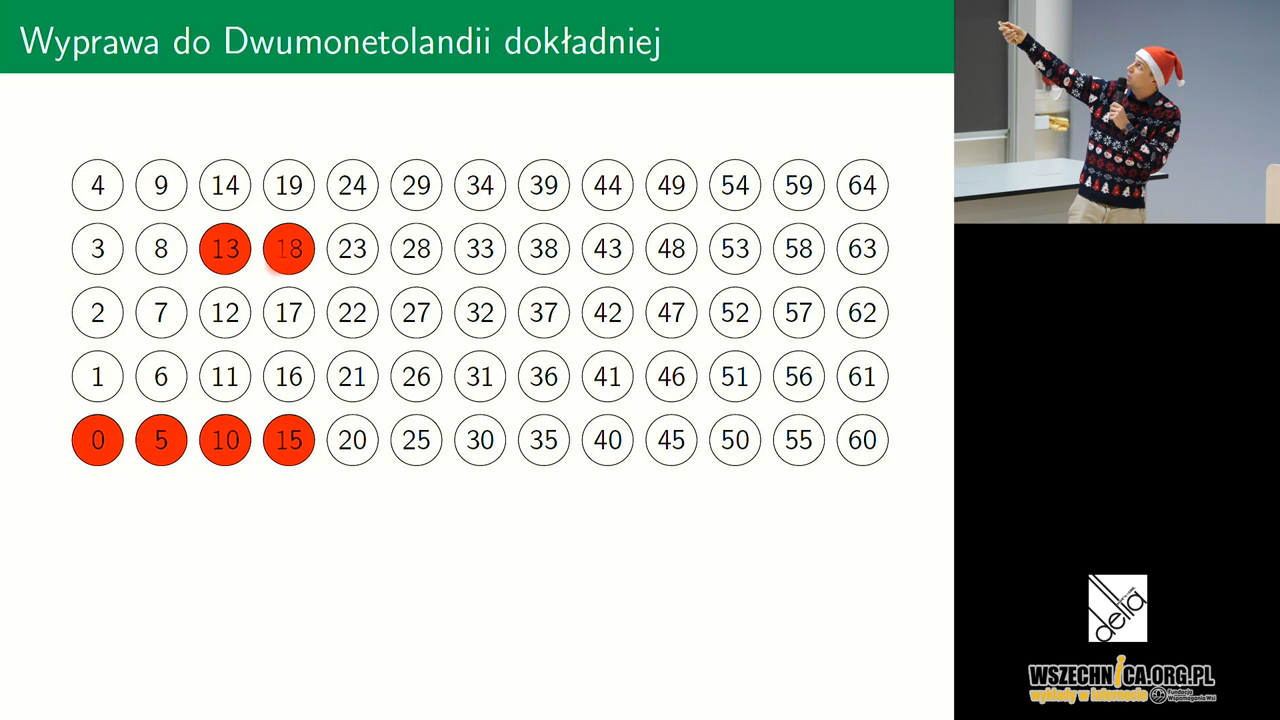 Wyprawa do Dwumonetolandii dokładniej
4 9 14 19 24 29 34 39 44 49 54 59 64
3 8 13 18 23 28 33 38 43 48 53 58 63
2 7 12 17 22 27 32 37 42 47 52 57 62
1 6 11 16 21 26 31 36 41 46 51 56 61
0 5 10 15 20 25 30 35 40 45 50 55 60
delta
WSZECHNICA.ORG.PL
wykłady w internecie
Fundacja
Wspomagania Wsi